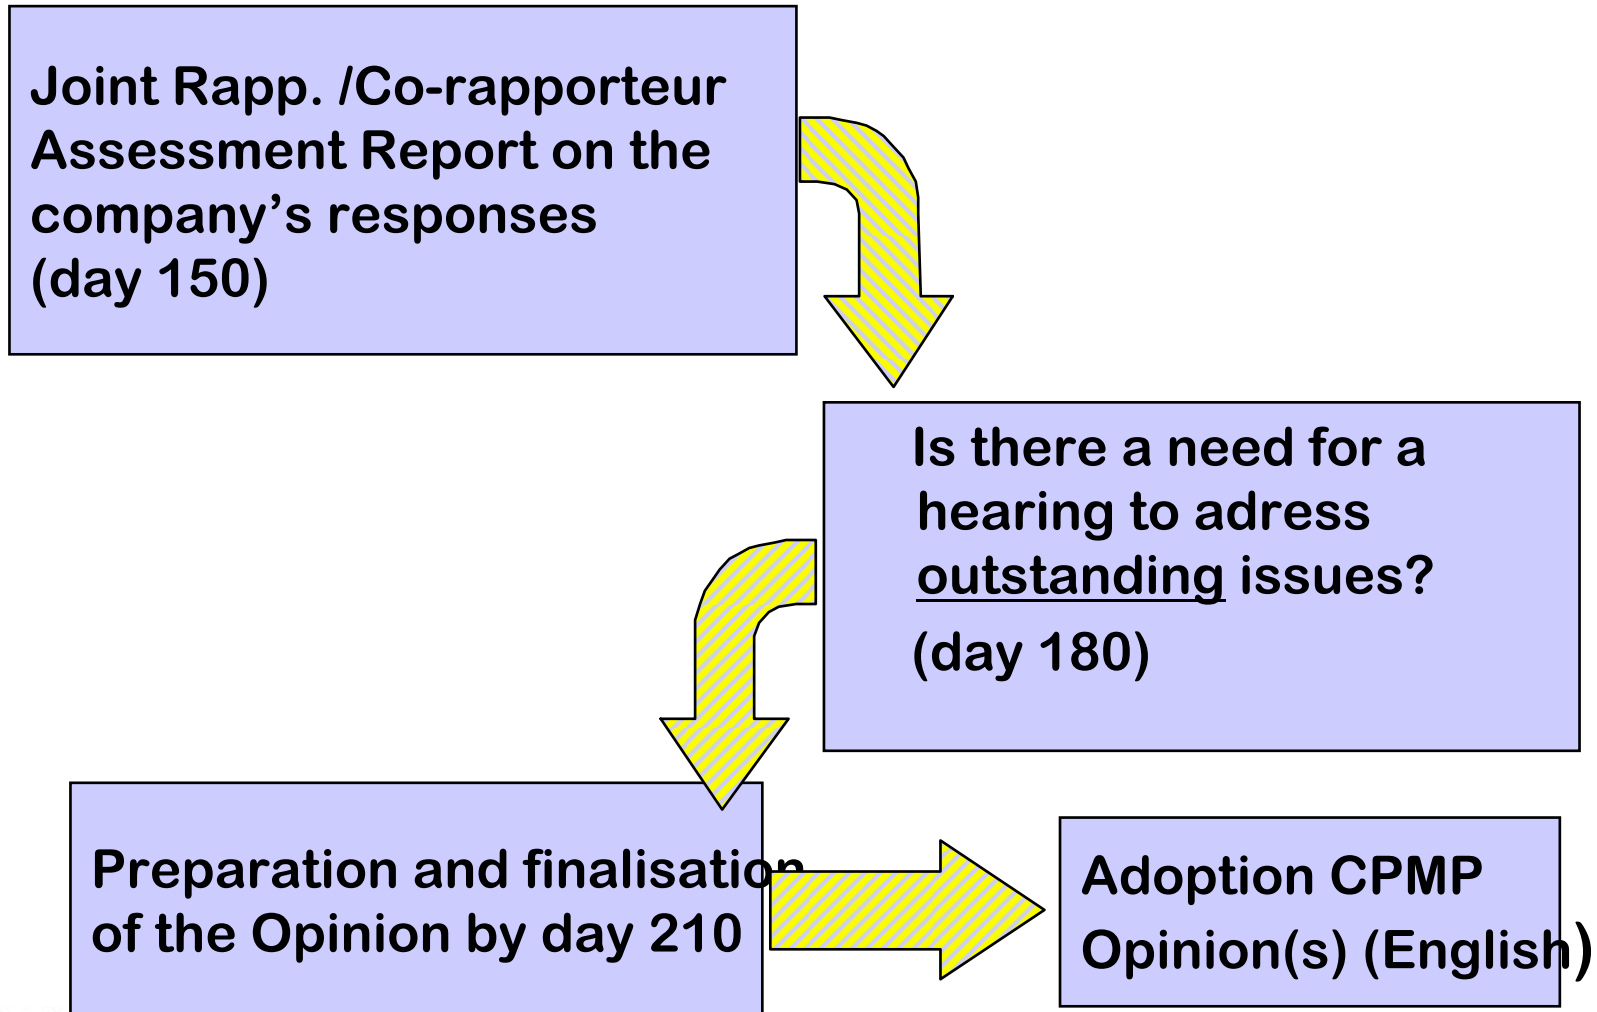 Joint Rapp. /Co-rapporteur
Assessment Report on the
company’s responses
(day 150)
Is there a need for a
hearing to adress
outstanding issues?
(day 180)
Preparation and finalisation
of the Opinion by day 210
Adoption CPMP
Opinion(s) (English)